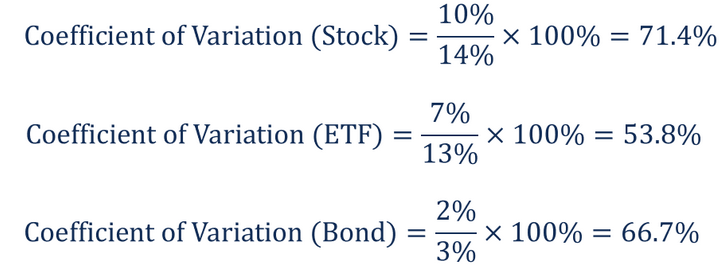 Coefficient of Variation (Stock) = 10% / 14% × 100% = 71.4%
Coefficient of Variation (ETF) = 7% / 13% × 100% = 53.8%
Coefficient of Variation (Bond) = 2% / 3% × 100% = 66.7%